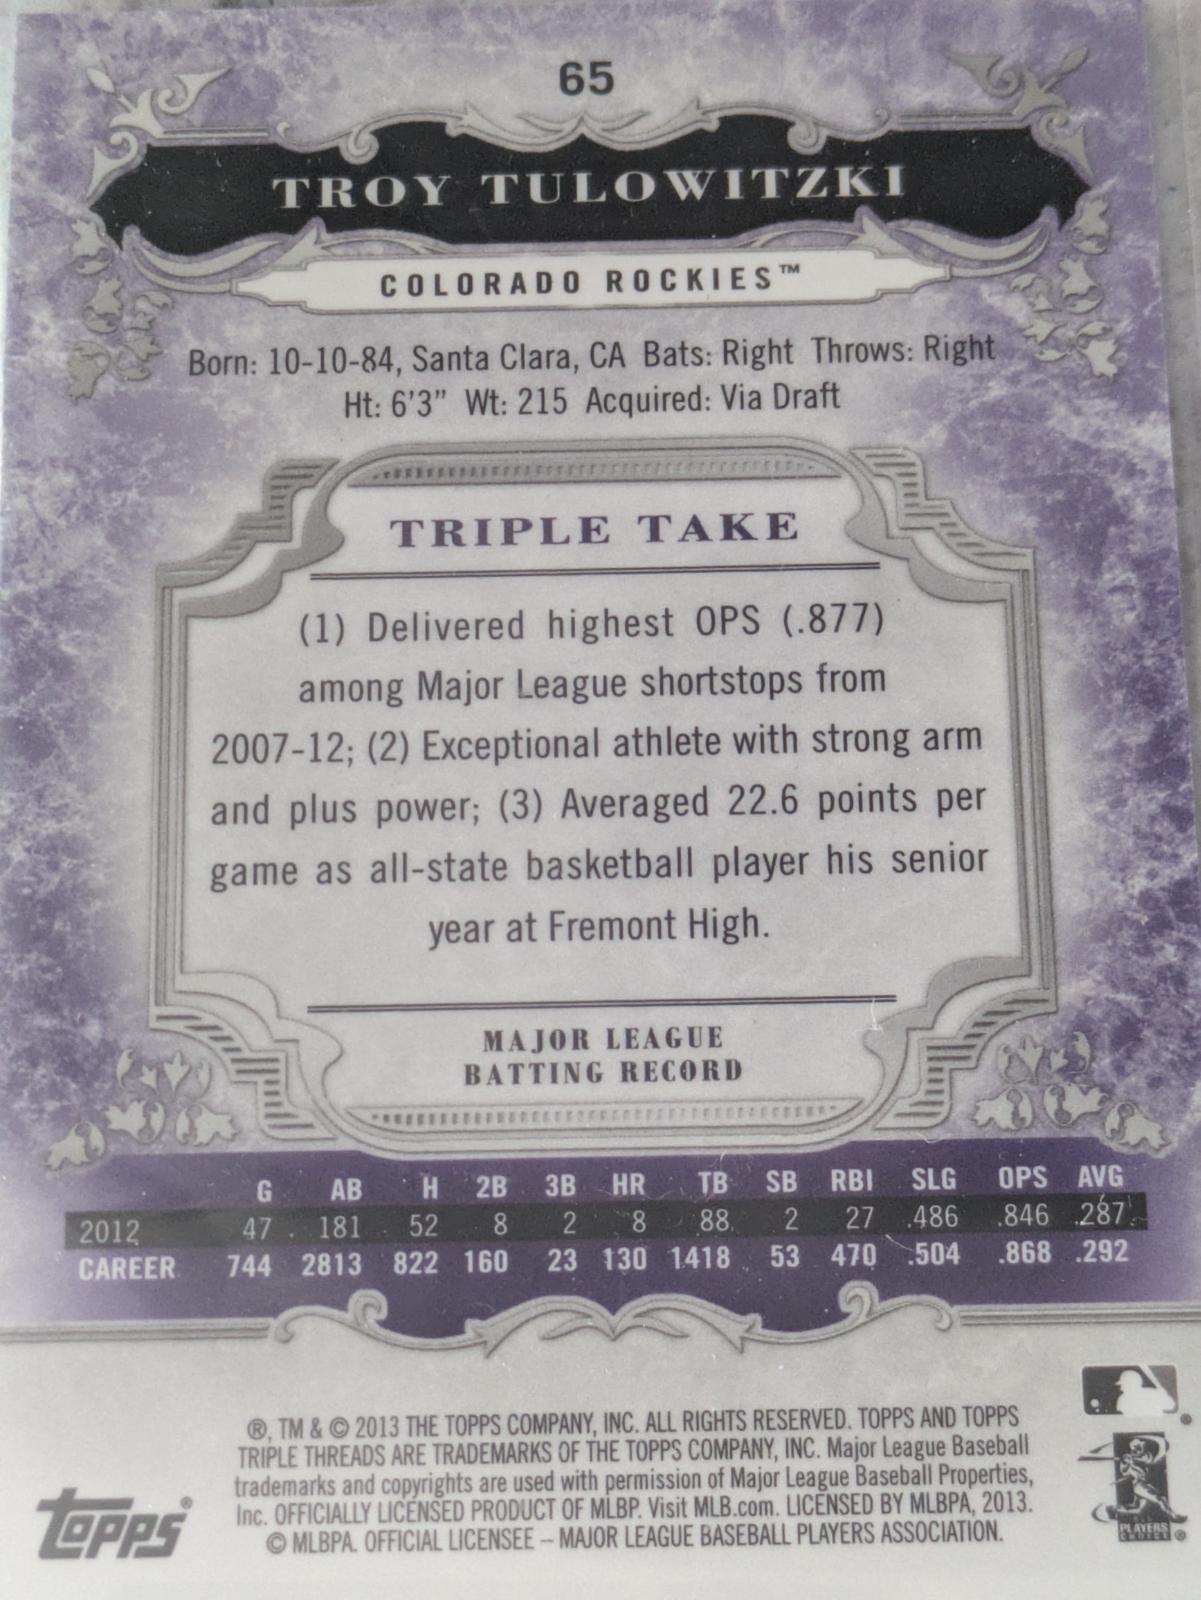 65
TROY TULOWITZKI
COLORADO ROCKIES™
Born: 10-10-84, Santa Clara, CA Bats: Right Throws: Right
Ht: 6'3" Wt: 215 Acquired: Via Draft
TRIPLE TAKE
(1) Delivered highest OPS (.877)
among Major League shortstops from
2007-12; (2) Exceptional athlete with strong arm
and plus power; (3) Averaged 22.6 points per
game as all-state basketball player his senior
year at Fremont High.
MAJOR LEAGUE
BATTING RECORD
G AB H 2B 3B HR TB SB RBI SLG OPS AVG
2012 47 181 52 8 2 8 88 2 27 .486 .846 .287
CAREER 744 2813 822 160 23 130 1418 53 470 .504 .868 .292
®, TM & © 2013 THE TOPPS COMPANY, INC. ALL RIGHTS RESERVED. TOPPS AND TOPPS
TRIPLE THREADS ARE TRADEMARKS OF THE TOPPS COMPANY, INC. Major League Baseball
trademarks and copyrights are used with permission of Major League Baseball Properties,
Inc. OFFICIALLY LICENSED PRODUCT OF MLBP. Visit MLB.com. LICENSED BY MLBPA, 2013.
© MLBPA. OFFICIAL LICENSEE – MAJOR LEAGUE BASEBALL PLAYERS ASSOCIATION.
topps®
PLAYERS
CHOICE ®